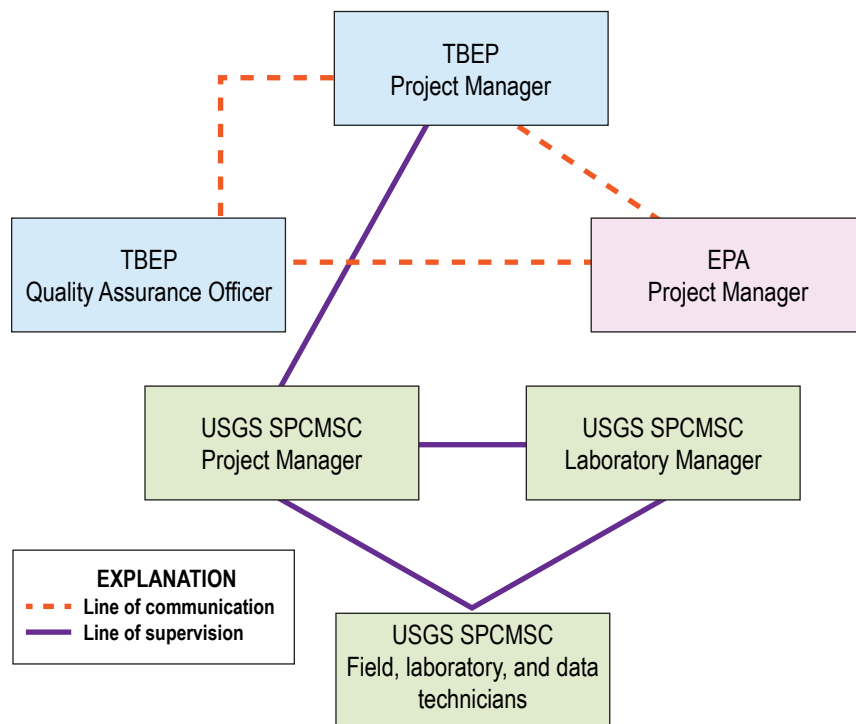 TBEP
Project Manager
TBEP
Quality Assurance Officer
EPA
Project Manager
USGS SPCMSC
Project Manager
USGS SPCMSC
Laboratory Manager
EXPLANATION
Line of communication
Line of supervision
USGS SPCMSC
Field, laboratory, and data
technicians